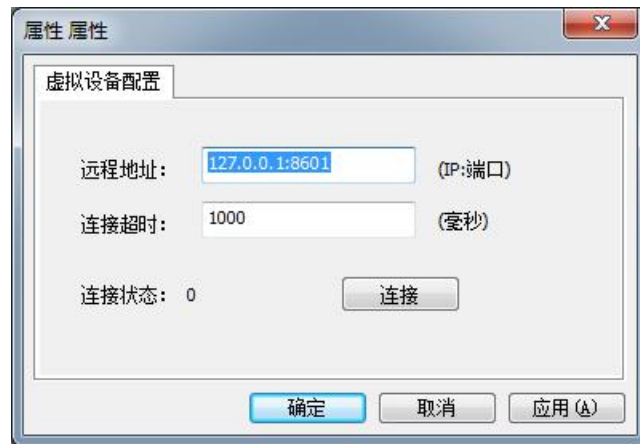 属性 属性
虚拟设备配置
远程地址： 127.0.0.1:8601 (IP:端口)
连接超时： 1000 (毫秒)
连接状态： 0 连接
确定 取消 应用(A)